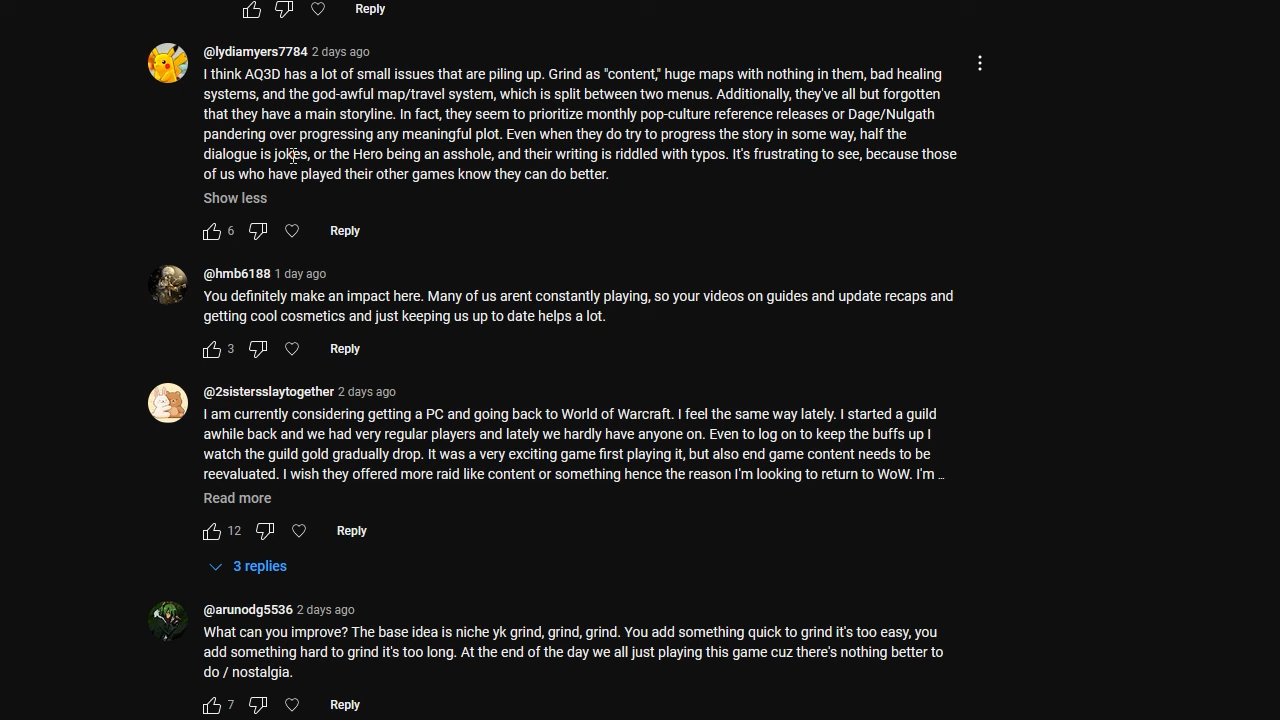 Reply
@lydiamyers7784 2 days ago
I think AQ3D has a lot of small issues that are piling up. Grind as "content," huge maps with nothing in them, bad healing
systems, and the god-awful map/travel system, which is split between two menus. Additionally, they've all but forgotten
that they have a main storyline. In fact, they seem to prioritize monthly pop-culture reference releases or Dage/Nulgath
pandering over progressing any meaningful plot. Even when they do try to progress the story in some way, half the
dialogue is jokes, or the Hero being an asshole, and their writing is riddled with typos. It's frustrating to see, because those
of us who have played their other games know they can do better.
Show less
6 Reply
@hmb6188 1 day ago
You definitely make an impact here. Many of us arent constantly playing, so your videos on guides and update recaps and
getting cool cosmetics and just keeping us up to date helps a lot.
3 Reply
@2sistersslaytogether 2 days ago
I am currently considering getting a PC and going back to World of Warcraft. I feel the same way lately. I started a guild
awhile back and we had very regular players and lately we hardly have anyone on. Even to log on to keep the buffs up I
watch the guild gold gradually drop. It was a very exciting game first playing it, but also end game content needs to be
reevaluated. I wish they offered more raid like content or something hence the reason I'm looking to return to WoW. I'm ...
Read more
12 Reply
3 replies
@arunodg5536 2 days ago
What can you improve? The base idea is niche yk grind, grind, grind. You add something quick to grind it's too easy, you
add something hard to grind it's too long. At the end of the day we all just playing this game cuz there's nothing better to
do / nostalgia.
7 Reply